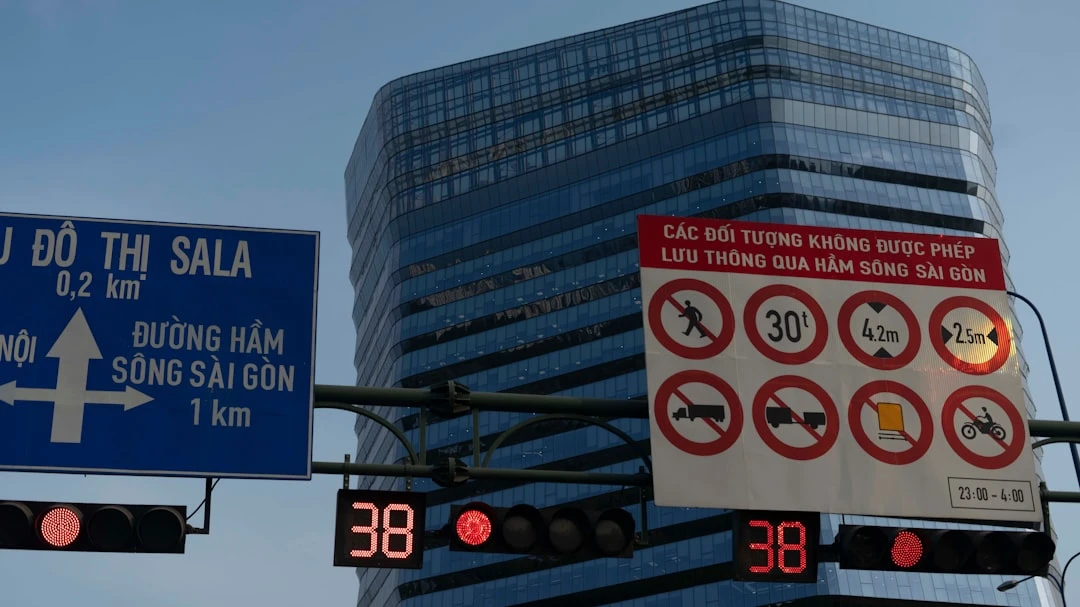 ĐÔ THỊ SALA
0,2 km
ĐƯỜNG HẦM
SÔNG SÀI GÒN
1 km
CÁC ĐỐI TƯỢNG KHÔNG ĐƯỢC PHÉP
LƯU THÔNG QUA HẦM SÔNG SÀI GÒN
30t
4.2m
2.5m
23:00 - 4:00
38
38